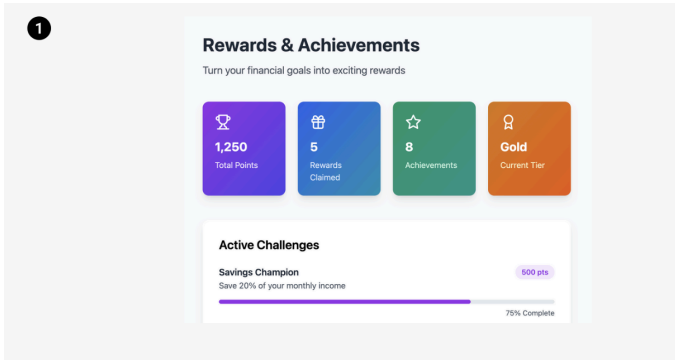 1
Rewards & Achievements
Turn your financial goals into exciting rewards
1,250
Total Points
5
Rewards
Claimed
8
Achievements
Gold
Current Tier
Active Challenges
Savings Champion
500 pts
Save 20% of your monthly income
75% Complete